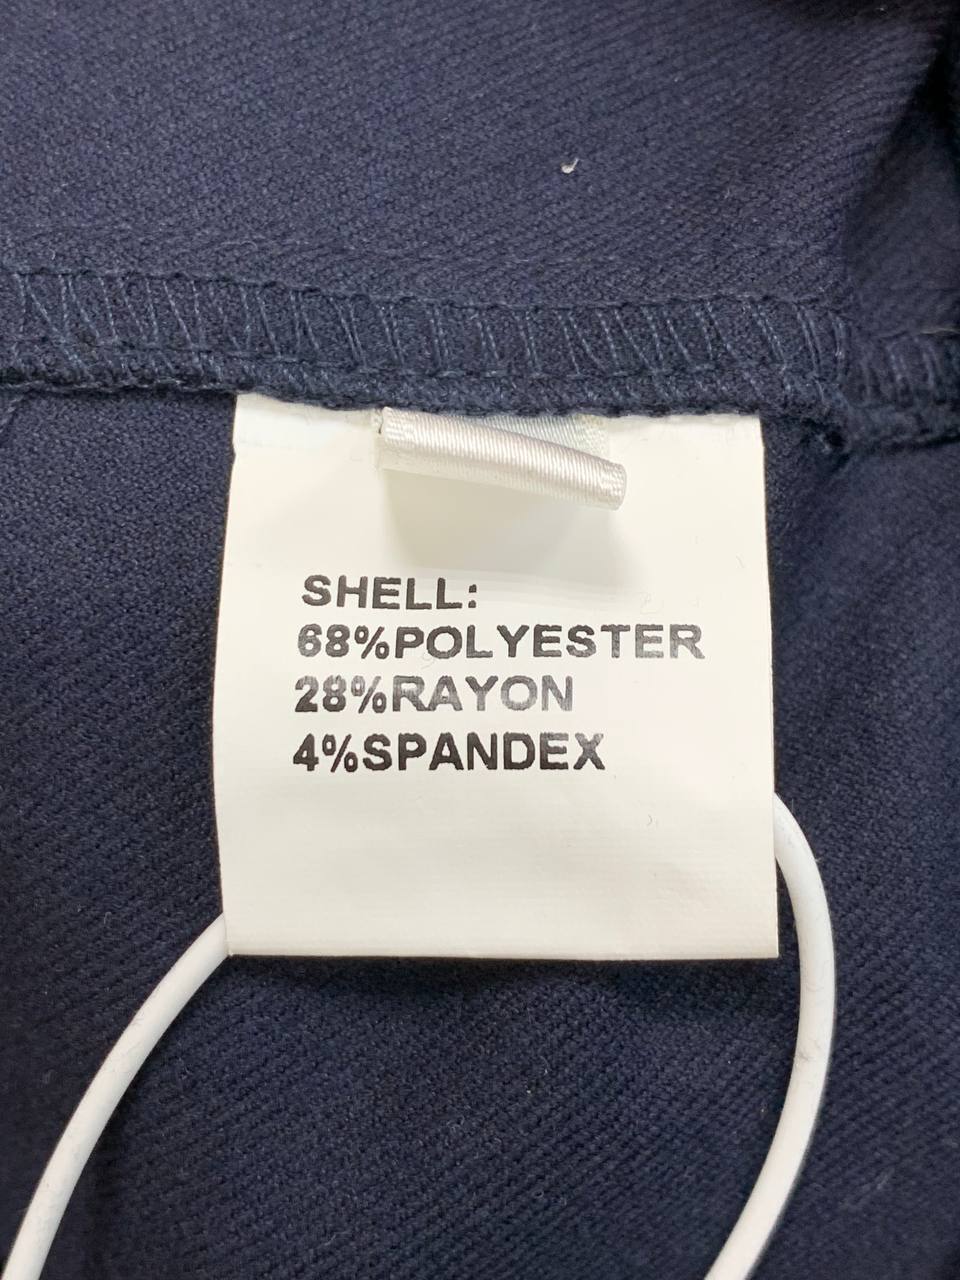 SHELL:
68%POLYESTER
28%RAYON
4%SPANDEX